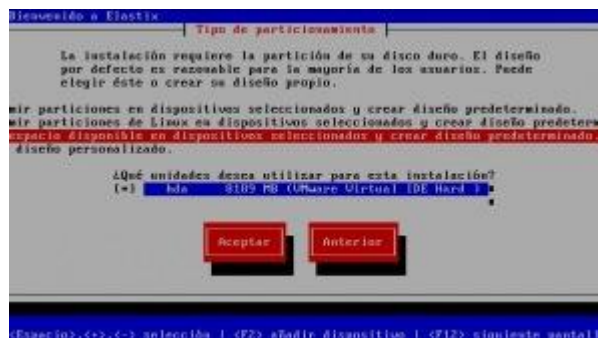 Bienvenido a Elastix
Tipo de particionamiento
La instalación requiere la partición de su disco duro. El diseño
por defecto es razonable para la mayoría de los usuarios. Puede
elegir éste o crear su diseño propio.
mir particiones en dispositivos seleccionados y crear diseño predeterminado.
mir particiones de Linux en dispositivos seleccionados y crear diseño predeterm
espacio disponible en dispositivos seleccionados y crear diseño predeterminado.
diseño personalizado.
¿Qué unidades desea utilizar para esta instalación?
[*] hda 8189 MB (VMware Virtual IDE Hard )
Aceptar Anterior
<Espacio>,<+>,<-> selección | <F2> añadir dispositivo | <F12> siguiente pantall